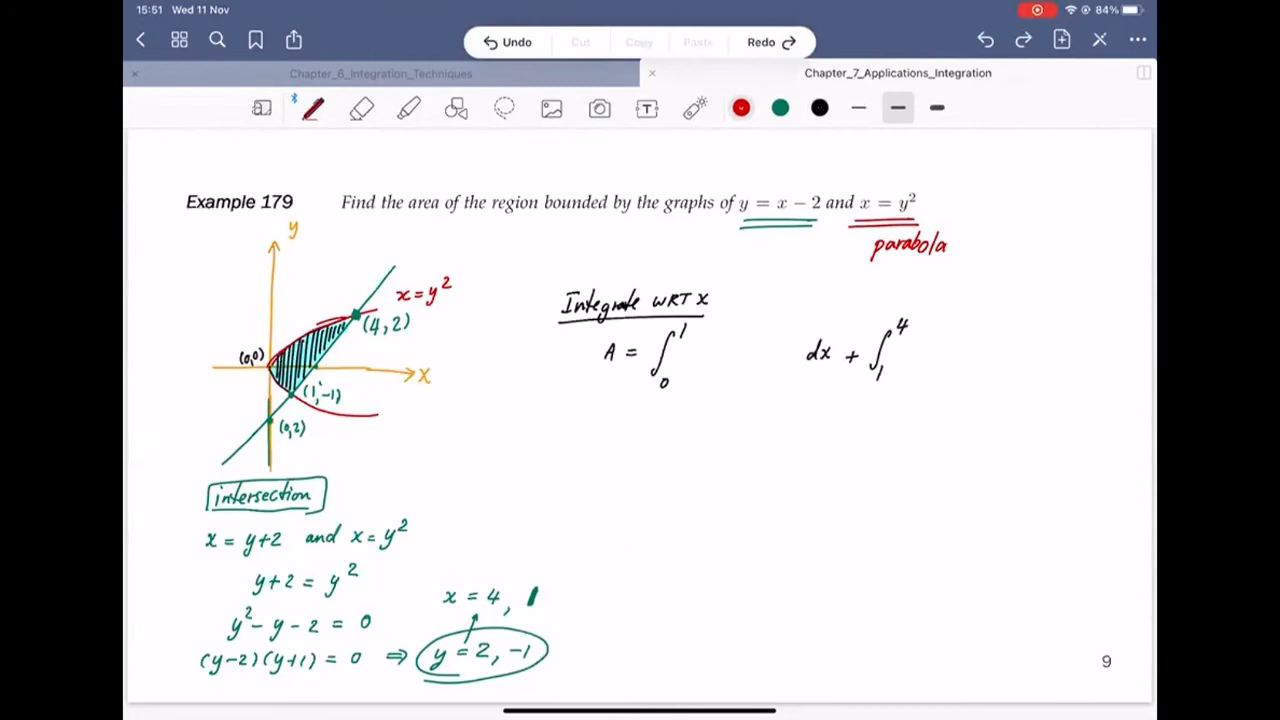 15:51 Wed 11 Nov
84%
Undo Cut Copy Paste Redo
Chapter_6_Integration_Techniques
Chapter_7_Applications_Integration
Example 179 Find the area of the region bounded by the graphs of y = x − 2 and x = y²
parabola
y
x = y²
(4, 2)
(0,0)
x
(1, -1)
(0, 2)
Integrate WRT x
A = ∫₀¹ dx + ∫₁⁴
intersection
x = y+2 and x = y²
y+2 = y²
y² - y - 2 = 0
(y-2)(y+1) = 0 ⇒ y = 2, -1
x = 4, 1
9